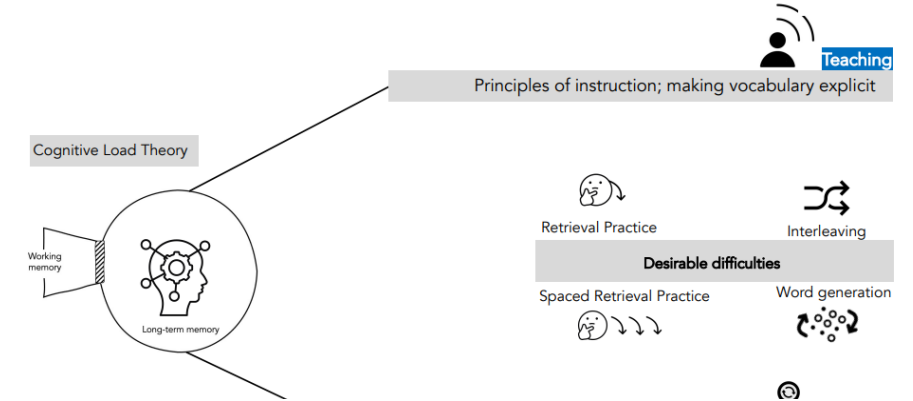 Teaching
Principles of instruction; making vocabulary explicit
Cognitive Load Theory
Retrieval Practice
Interleaving
Working
memory
Desirable difficulties
Spaced Retrieval Practice
Word generation
Long-term memory